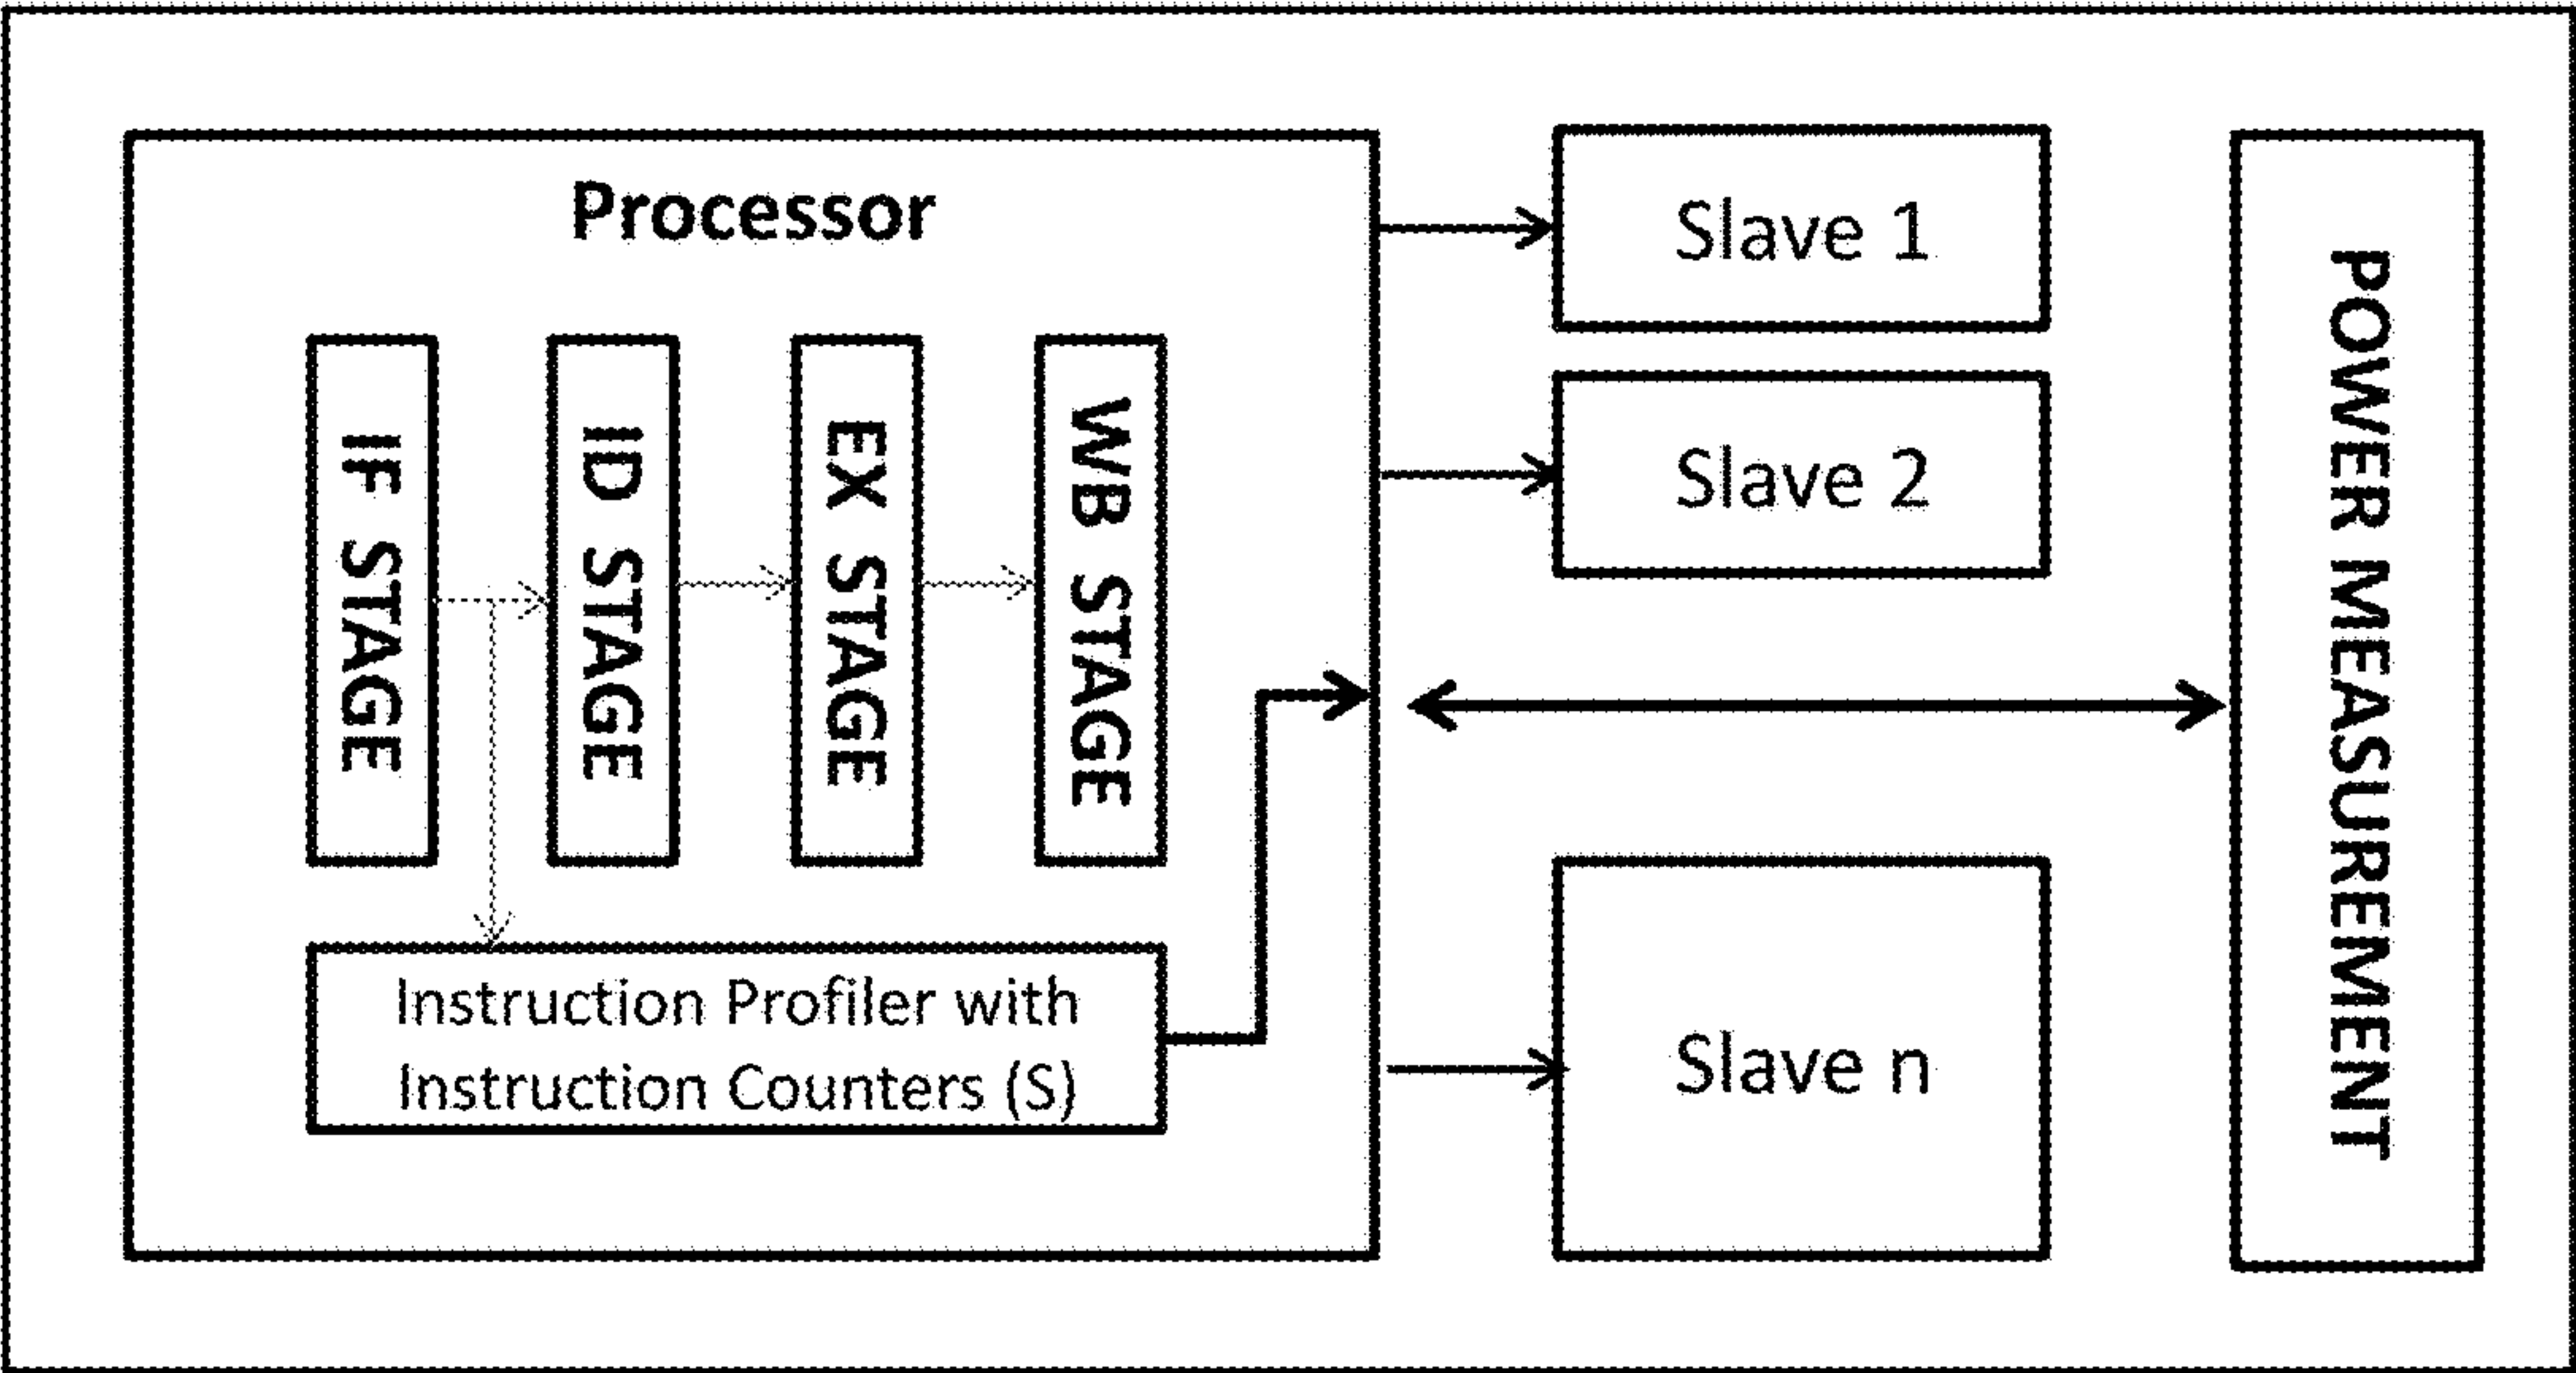 Processor
IF STAGE
ID STAGE
EX STAGE
WB STAGE
Instruction Profiler with
Instruction Counters (S)
Slave 1
Slave 2
Slave n
POWER MEASUREMENT